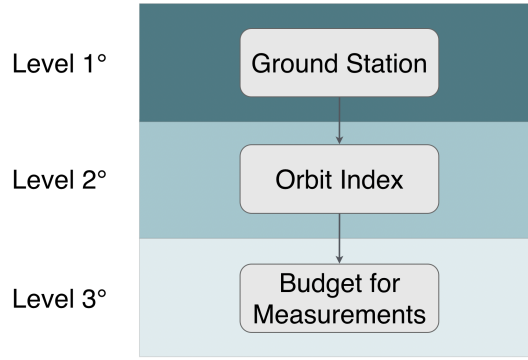 Level 1°
Ground Station
Level 2°
Orbit Index
Level 3°
Budget for
Measurements